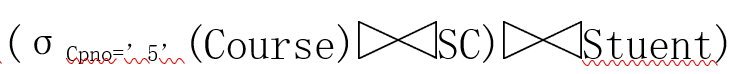 (σ Cpno=’5’ (Course)⋈SC)⋈Stuent)